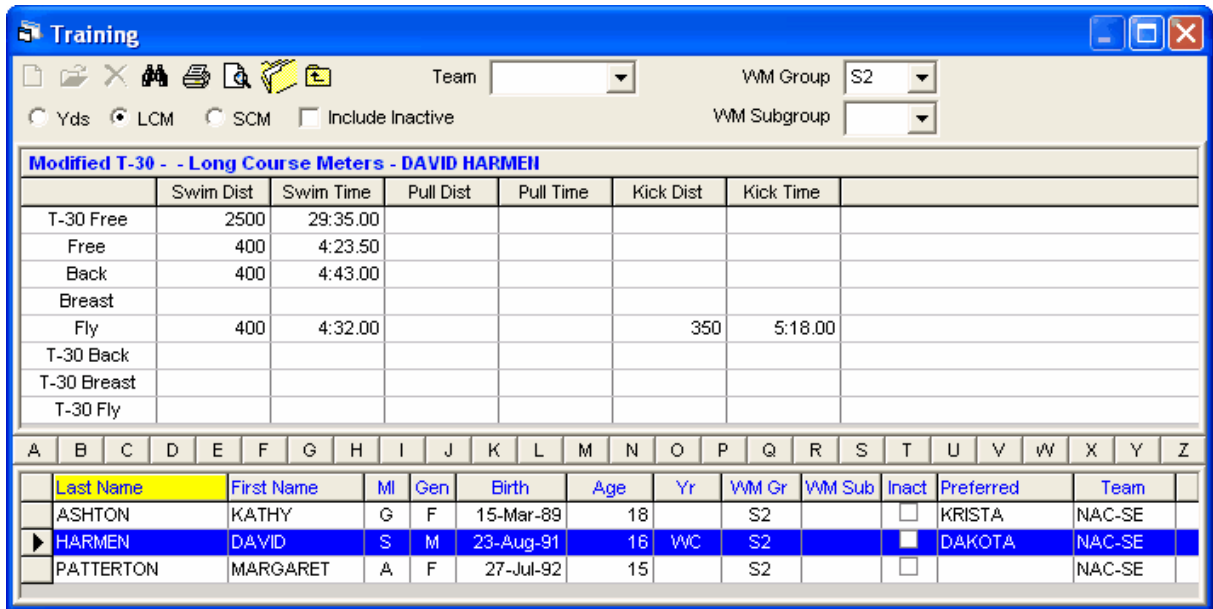 Training
Team WM Group S2
Yds LCM SCM Include Inactive WM Subgroup
Modified T-30 - - Long Course Meters - DAVID HARMEN
Swim Dist Swim Time Pull Dist Pull Time Kick Dist Kick Time
T-30 Free 2500 29:35.00
Free 400 4:23.50
Back 400 4:43.00
Breast
Fly 400 4:32.00 350 5:18.00
T-30 Back
T-30 Breast
T-30 Fly
A B C D E F G H I J K L M N O P Q R S T U V W X Y Z
Last Name First Name MI Gen Birth Age Yr WM Gr WM Sub Inact Preferred Team
ASHTON KATHY G F 15-Mar-89 18 S2 KRISTA NAC-SE
HARMEN DAVID S M 23-Aug-91 16 WC S2 DAKOTA NAC-SE
PATTERTON MARGARET A F 27-Jul-92 15 S2 NAC-SE